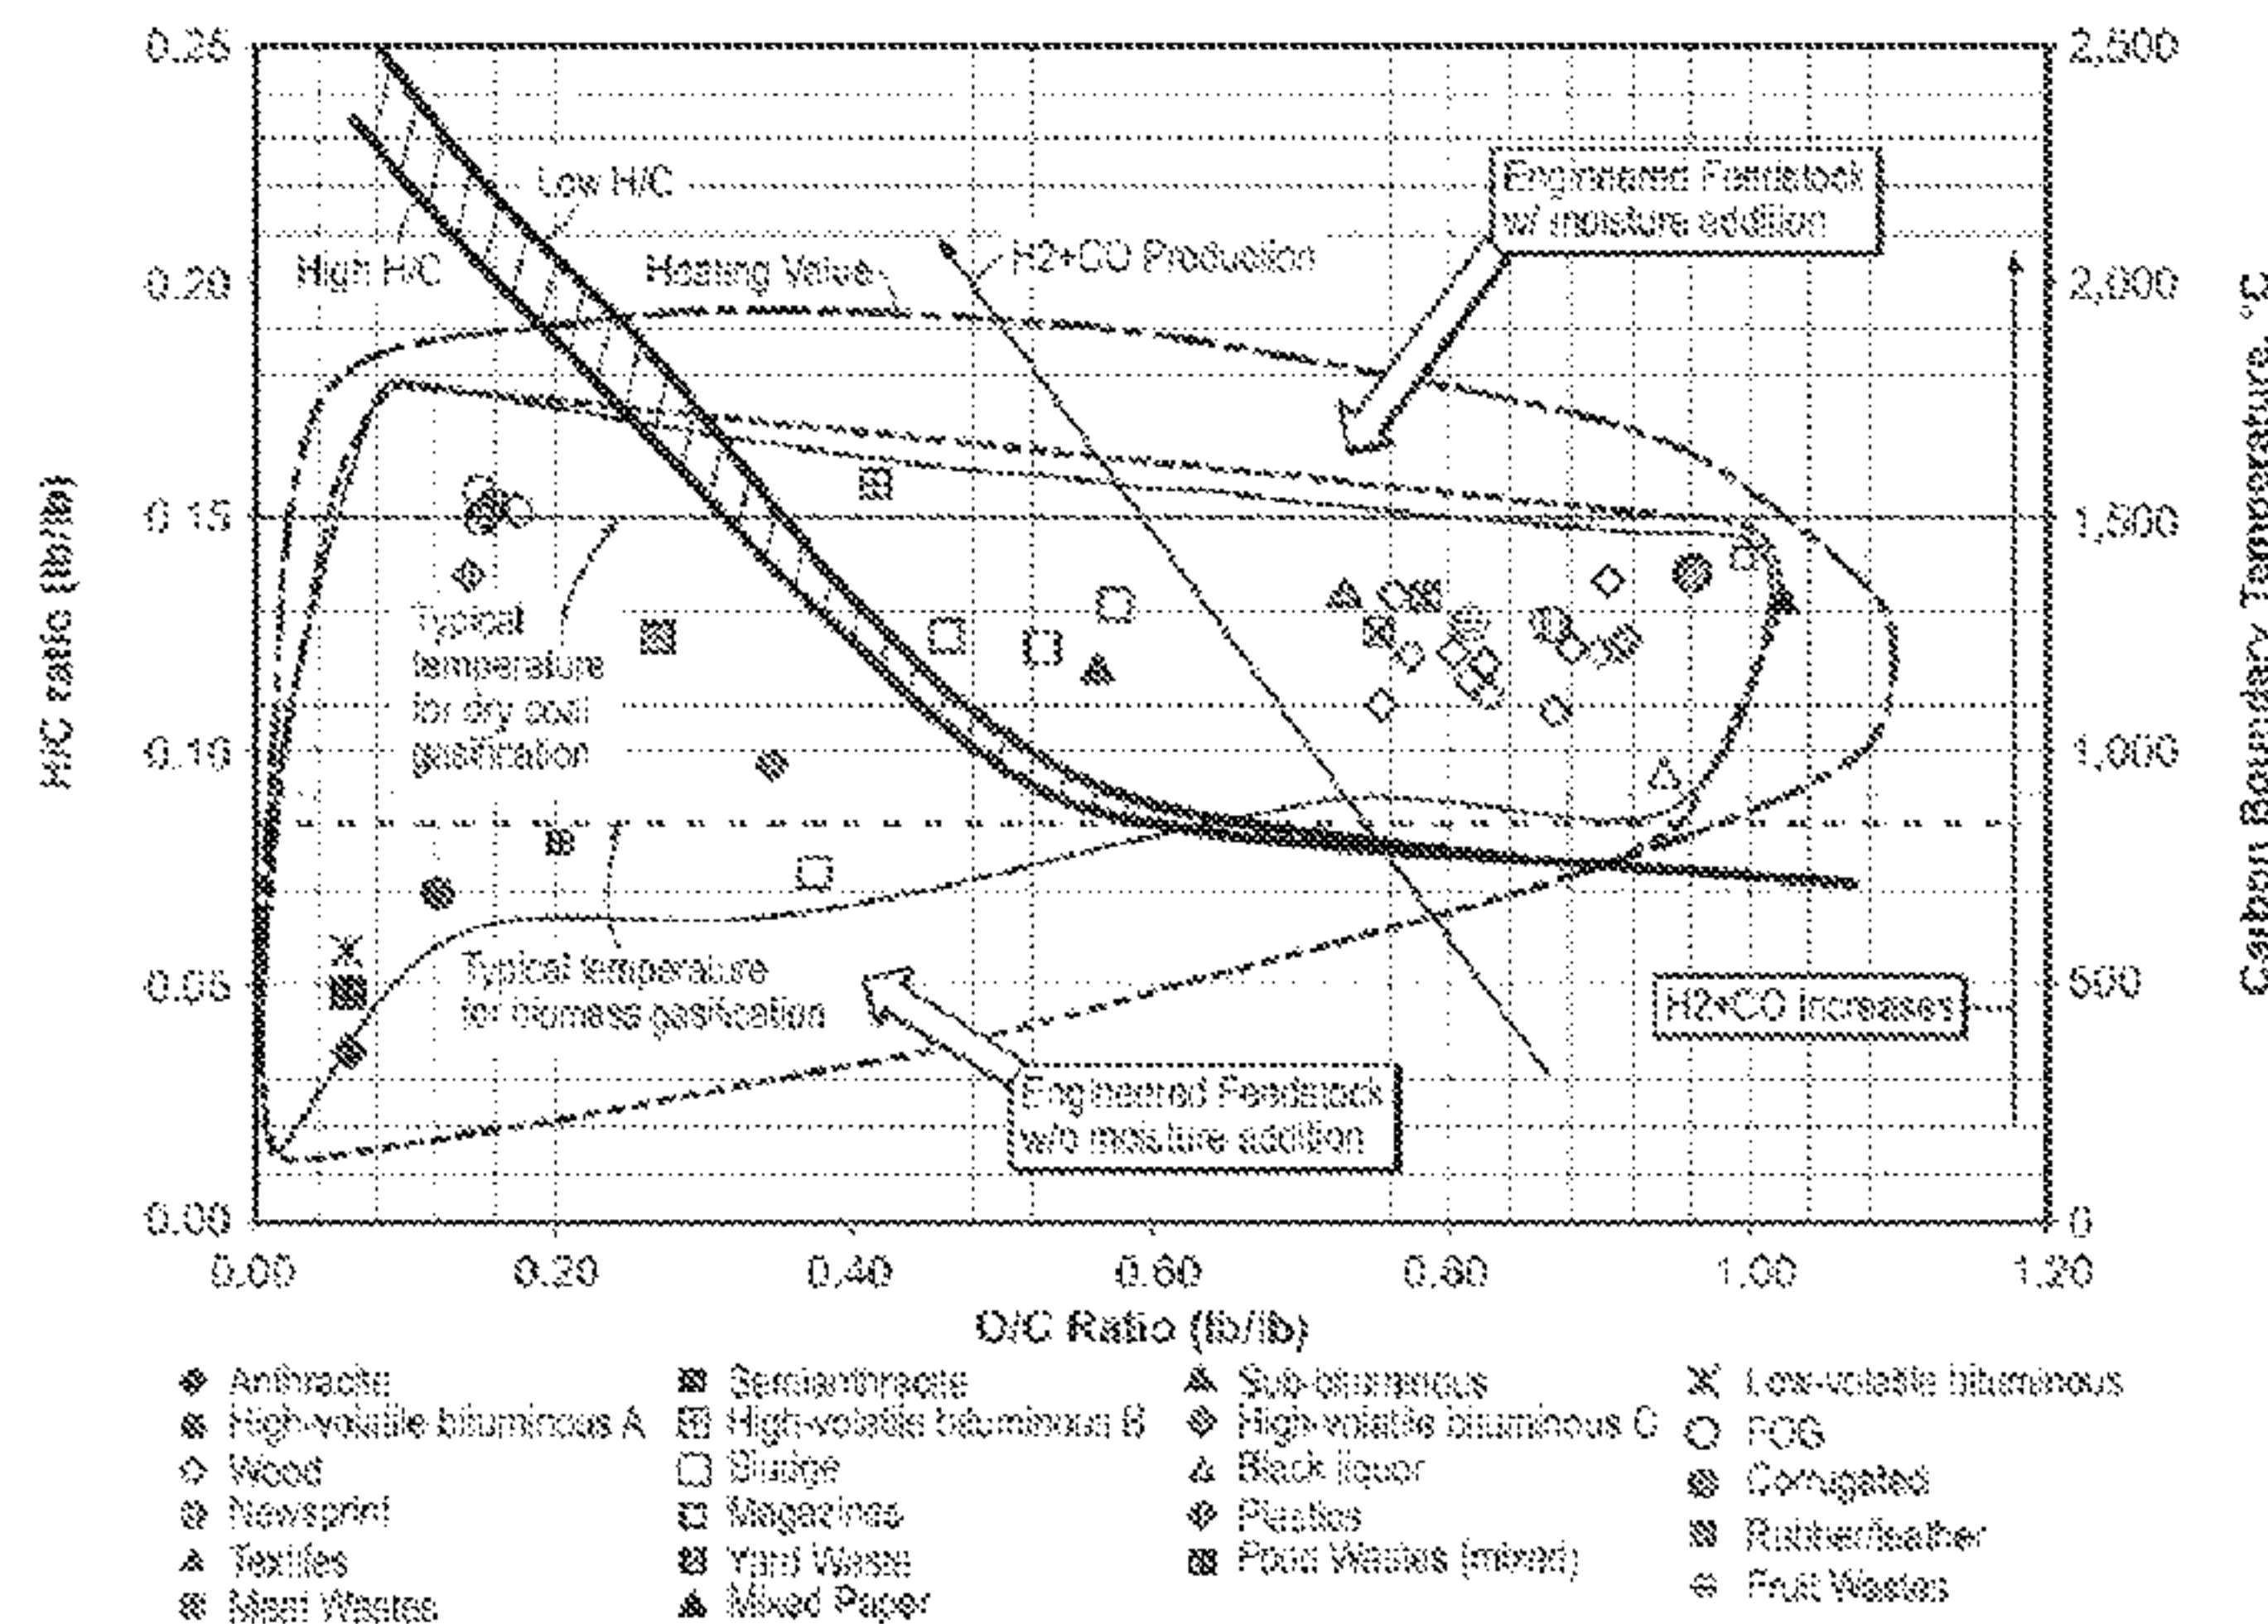 0.25
2,500
Low H/C
Engineered Feedstock
w/ moisture addition
High H/C
Heating Value
H2+CO Production
0.20
2,000
0.15
1,500
H/C ratio (lb/lb)
Carbon Boundary Temperature, °C
Typical
temperature
for dry coal
gasification
0.10
1,000
0.05
500
Typical temperature
for biomass gasification
H2+CO increases
Engineered Feedstock
w/o moisture addition
0.00
0
0.00 0.20 0.40 0.60 0.80 1.00 1.20
O/C Ratio (lb/lb)
Anthracite Semianthracite Sub-bituminous Low-volatile bituminous
High-volatile bituminous A High-volatile bituminous B High-volatile bituminous C FOG
Wood Sludge Black liquor Corrugated
Newsprint Magazines Plastics Rubber/leather
Textiles Yard Waste Food Wastes (mixed) Fruit Wastes
Meat Wastes Mixed Paper